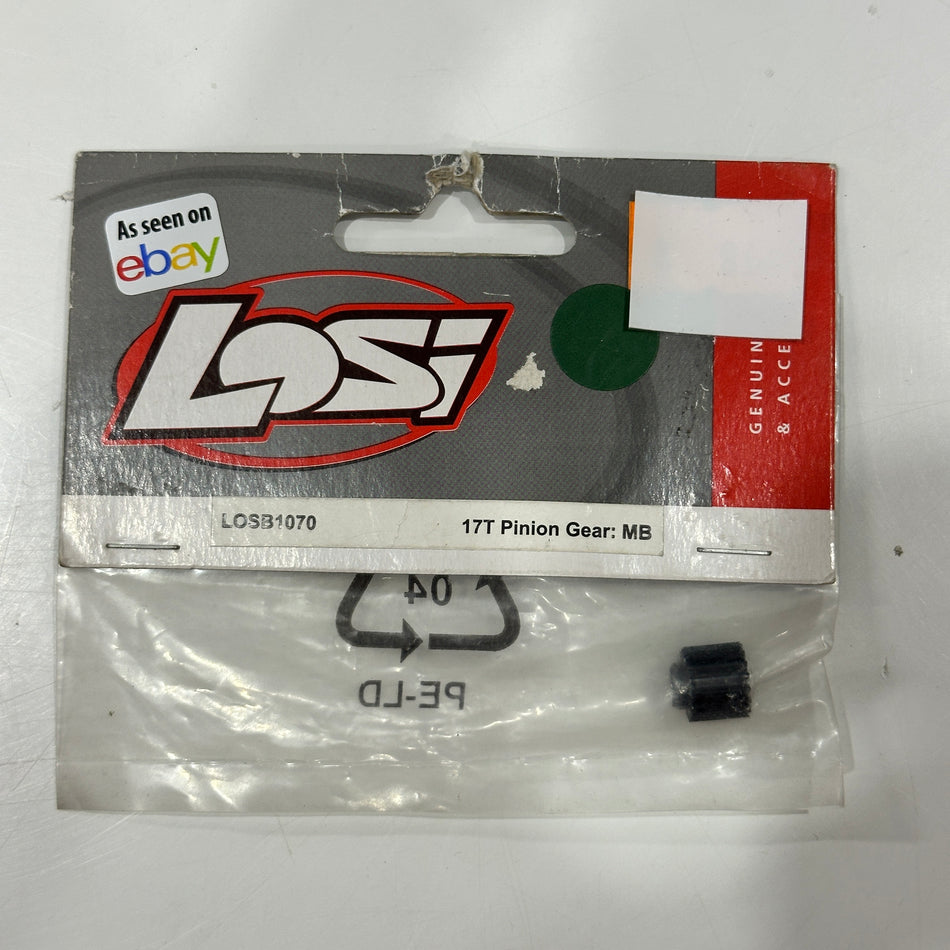 As seen on
ebay
Losi
GENUIN
& ACCE
LOSB1070
17T Pinion Gear: MB
04
PE-LD